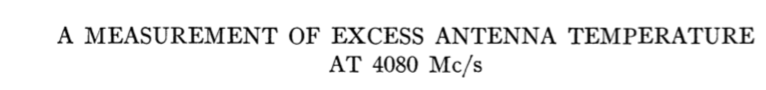 A MEASUREMENT OF EXCESS ANTENNA TEMPERATURE
AT 4080 Mc/s